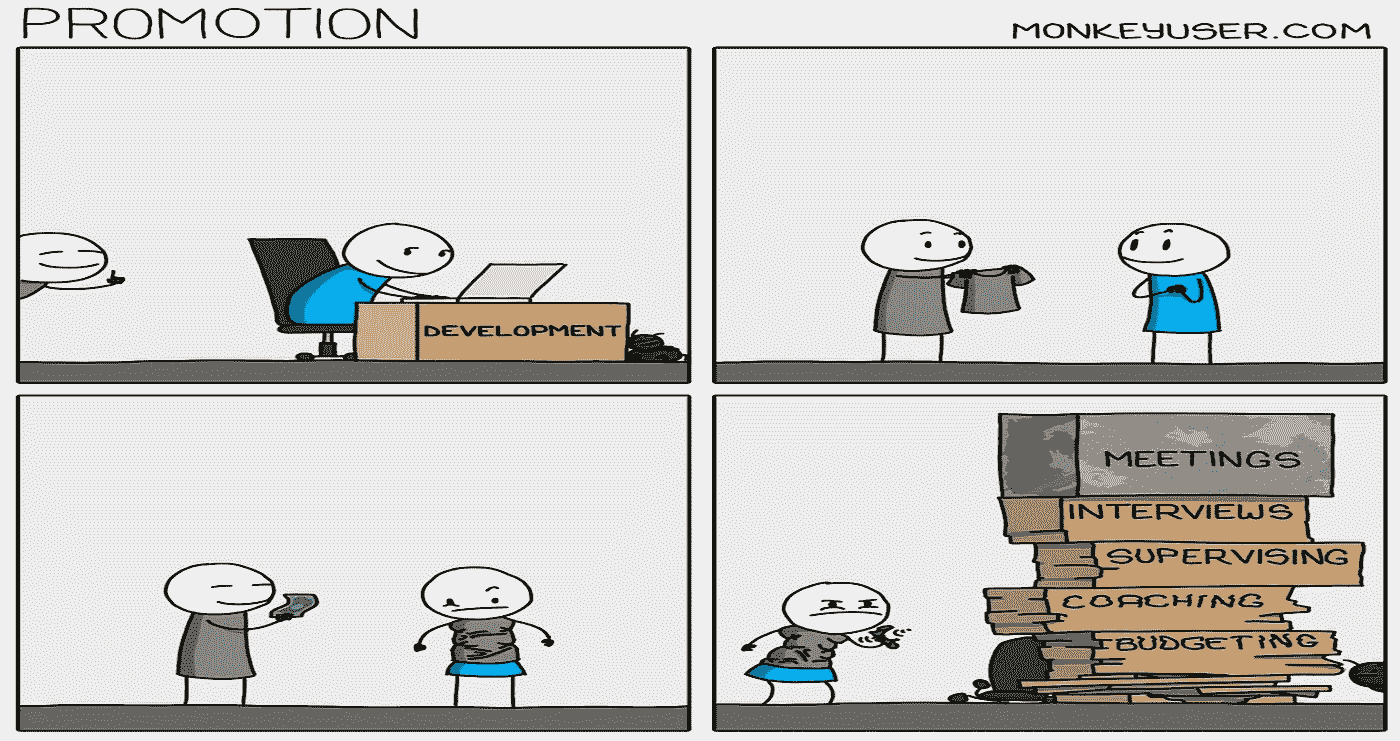 PROMOTION
MONKEYUSER.COM
DEVELOPMENT
MEETINGS
INTERVIEWS
SUPERVISING
COACHING
BUDGETING